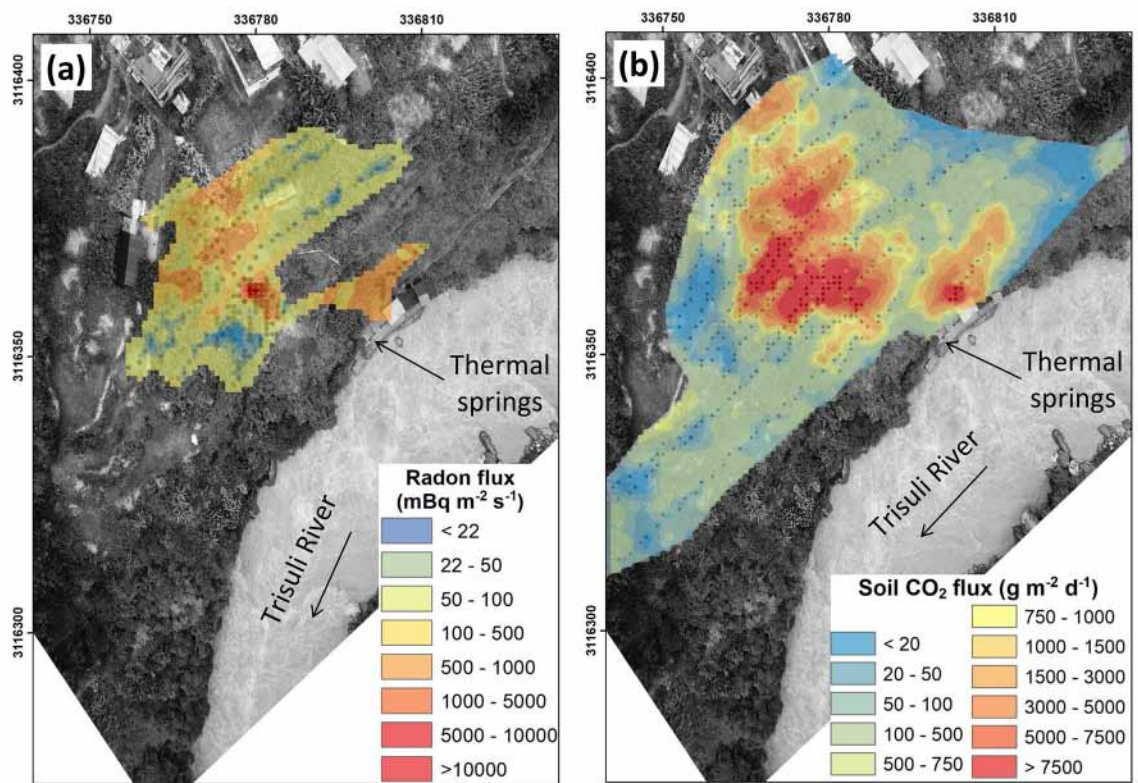 336750
336780
336810
336750
336780
336810
3116400
3116350
3116300
(a)
Thermal
springs
Trisuli River
Radon flux
(mBq m⁻² s⁻¹)
< 22
22 - 50
50 - 100
100 - 500
500 - 1000
1000 - 5000
5000 - 10000
>10000
3116400
3116350
3116300
(b)
Thermal
springs
Trisuli River
Soil CO₂ flux (g m⁻² d⁻¹)
< 20
20 - 50
50 - 100
100 - 500
500 - 750
750 - 1000
1000 - 1500
1500 - 3000
3000 - 5000
5000 - 7500
> 7500